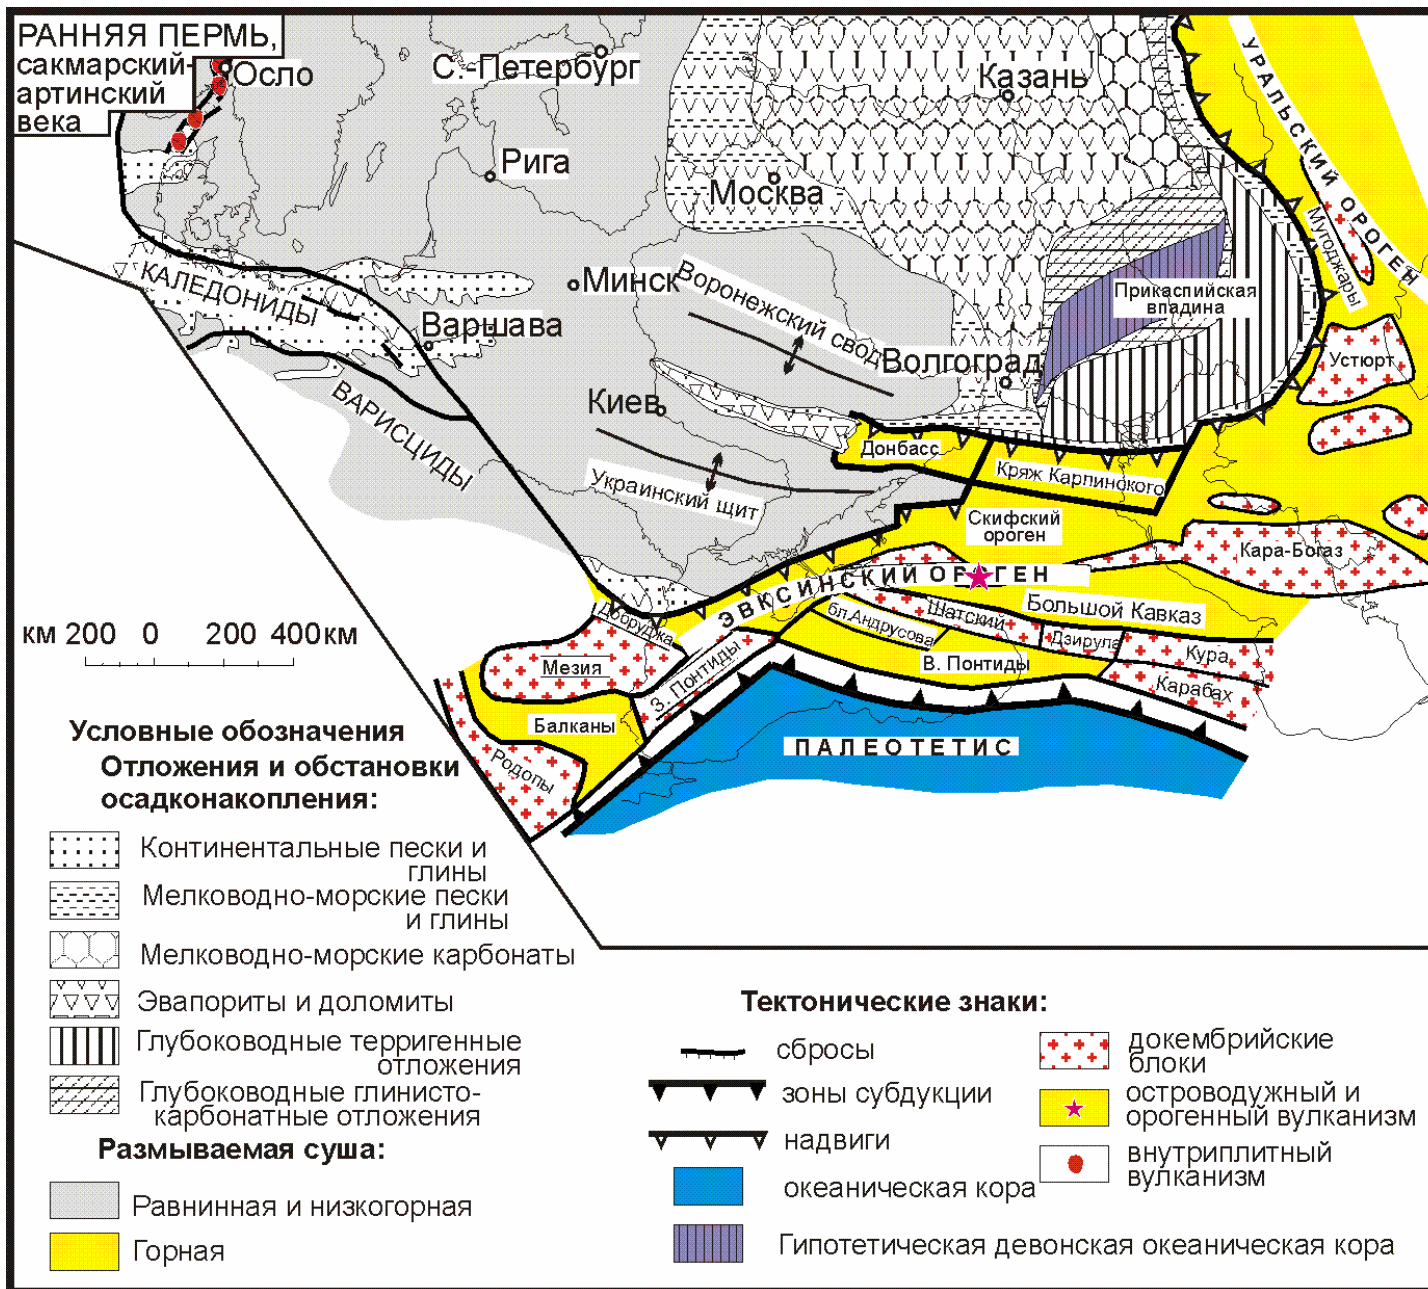 РАННЯЯ ПЕРМЬ,
сакмарский-
артинский
века
Осло
С.-Петербург
Казань
Рига
Москва
УРАЛЬСКИЙ ОРОГЕН
Мугоджары
Минск
КАЛЕДОНИДЫ
Воронежский свод
Прикаспийская
впадина
Варшава
Волгоград
Устюрт
ВАРИСЦИДЫ
Киев
Донбасс
Кряж Карпинского
Украинский щит
Скифский
ороген
Кара-Богаз
ЭВКСИНСКИЙ ОРОГЕН
Большой Кавказ
Добруджа
Шатский
бл.Андрусова
Дзирула
км 200 0 200 400км
Мезия
З. Понтиды
В. Понтиды
Кура
Карабах
Балканы
Родопы
ПАЛЕОТЕТИС
Условные обозначения
Отложения и обстановки
осадконакопления:
Континентальные пески и
глины
Мелководно-морские пески
и глины
Мелководно-морские карбонаты
Эвапориты и доломиты
Глубоководные терригенные
отложения
Глубоководные глинисто-
карбонатные отложения
Размываемая суша:
Равнинная и низкогорная
Горная
Тектонические знаки:
сбросы
зоны субдукции
надвиги
океаническая кора
Гипотетическая девонская океаническая кора
докембрийские
блоки
островодужный и
орогенный вулканизм
внутриплитный
вулканизм